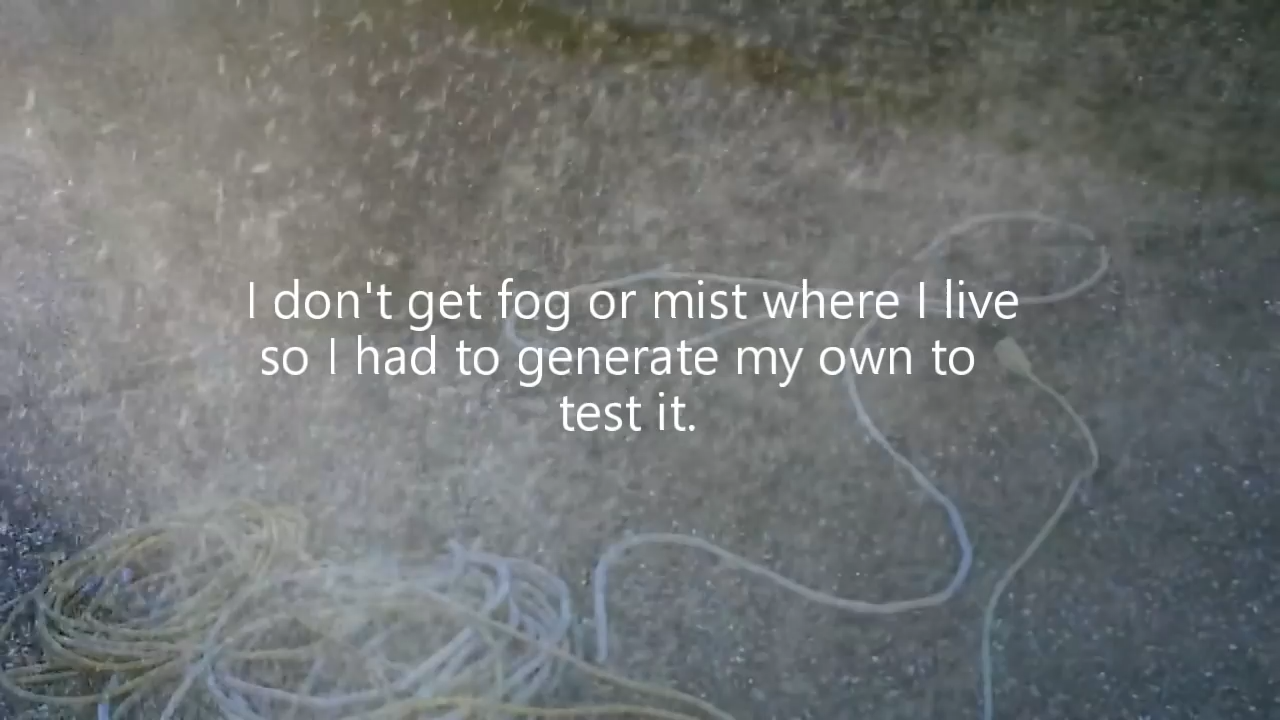 I don't get fog or mist where I live
so I had to generate my own to
test it.